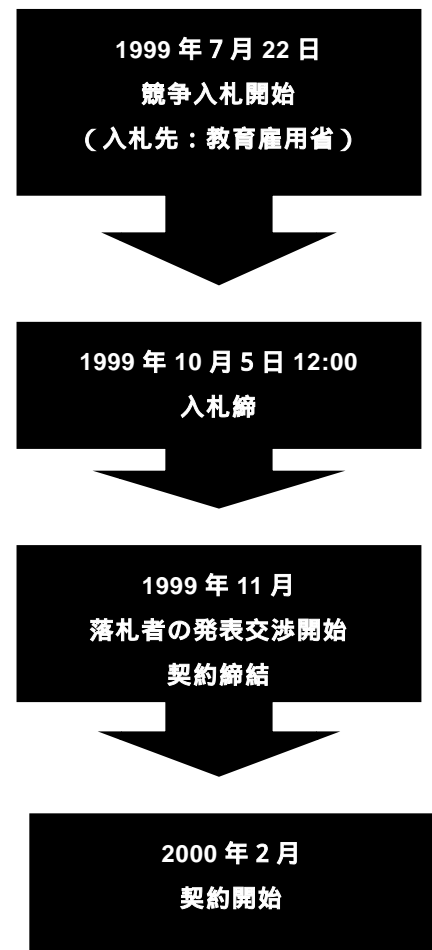 1999 年 7 月 22 日
競争入札開始
（入札先：教育雇用省）
1999 年 10 月 5 日 12:00
入札締
1999 年 11 月
落札者の発表交渉開始
契約締結
2000 年 2 月
契約開始